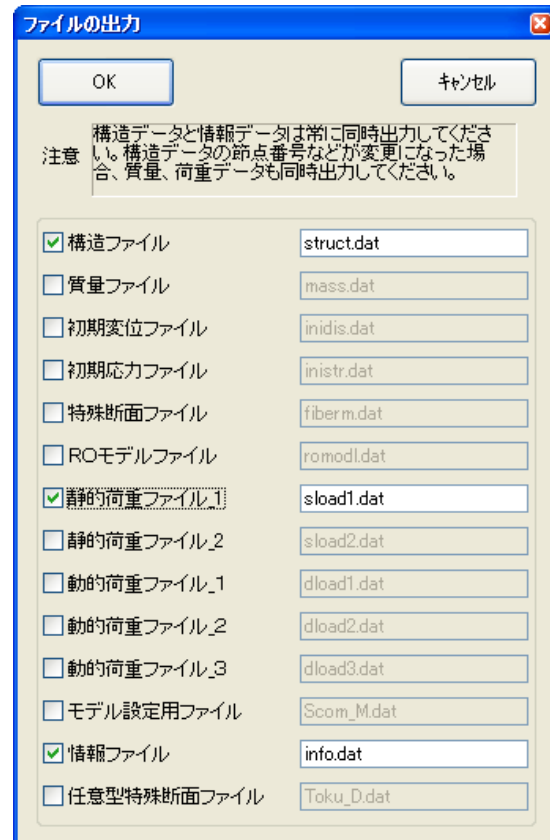 ファイルの出力
OK
キャンセル
注意
構造データと情報データは常に同時出力してくださ
い。構造データの節点番号などが変更になった場
合、質量、荷重データも同時出力してください。
構造ファイル struct.dat
質量ファイル mass.dat
初期変位ファイル inidis.dat
初期応力ファイル inistr.dat
特殊断面ファイル fiberm.dat
ROモデルファイル romodl.dat
静的荷重ファイル_1 sload1.dat
静的荷重ファイル_2 sload2.dat
動的荷重ファイル_1 dload1.dat
動的荷重ファイル_2 dload2.dat
動的荷重ファイル_3 dload3.dat
モデル設定用ファイル Scom_M.dat
情報ファイル info.dat
任意型特殊断面ファイル Toku_D.dat